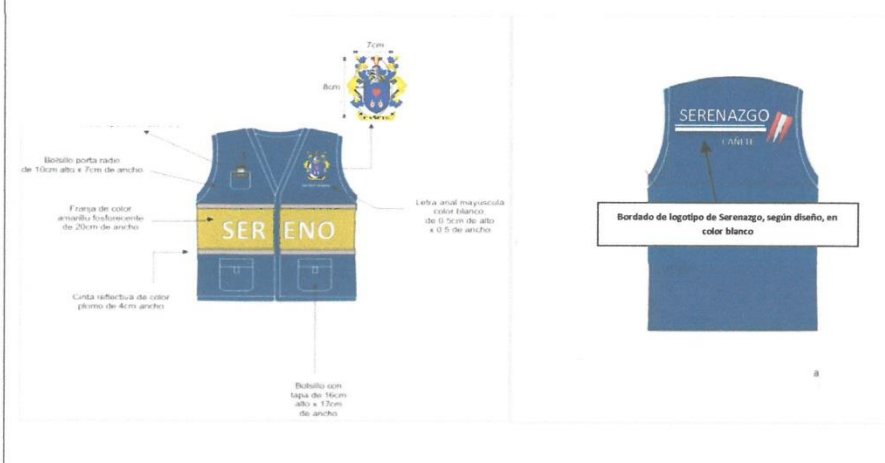 7cm
8cm
CAÑETE
Bolsillo porta radio
de 10cm alto x 7cm de ancho
Franja de color
amarillo fosforecente
de 20cm de ancho
SERENO
Letra arial mayúscula
color blanco
de 0.5cm de alto
x 0.5 de ancho
Cinta reflectiva de color
plomo de 4cm ancho
Bolsillo con
tapa de 16cm
alto x 17cm
de ancho
SERENAZGO
CAÑETE
Bordado de logotipo de Serenazgo, según diseño, en
color blanco
a